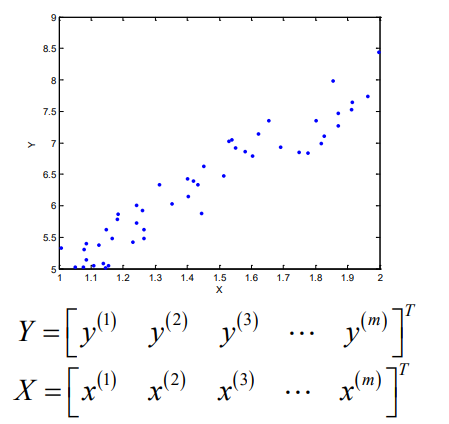 9
8.5
8
7.5
7
6.5
6
5.5
5
Y
1 1.1 1.2 1.3 1.4 1.5 1.6 1.7 1.8 1.9 2
X
Y = [ y^(1) y^(2) y^(3) ⋯ y^(m) ]^T
X = [ x^(1) x^(2) x^(3) ⋯ x^(m) ]^T